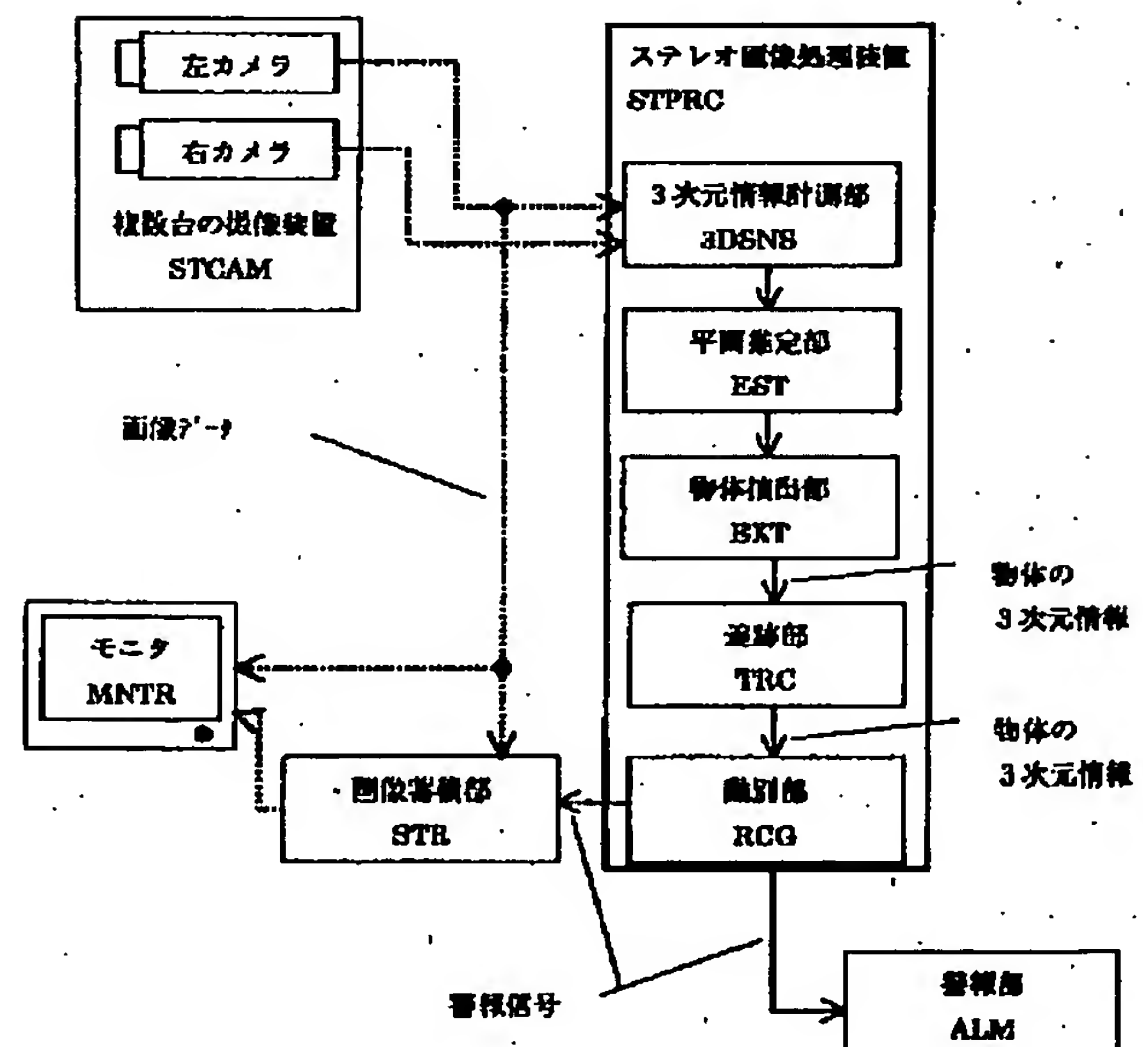 左カメラ
右カメラ
複数台の撮像装置
STCAM
ステレオ画像処理装置
STPRC
3次元情報計測部
3DSNS
平面推定部
EST
物体検出部
EXT
物体の
3次元情報
追跡部
TRC
物体の
3次元情報
識別部
RCG
画像データ
モニタ
MNTR
画像蓄積部
STR
警報信号
警報部
ALM